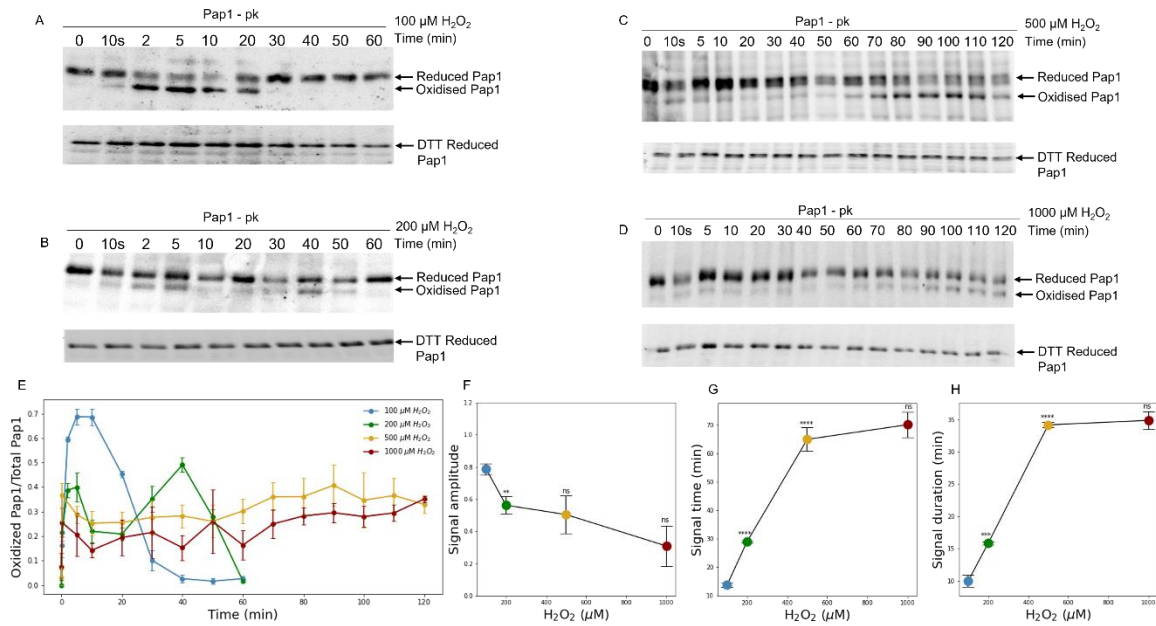 A
Pap1 - pk
100 µM H₂O₂
0 10s 2 5 10 20 30 40 50 60 Time (min)
Reduced Pap1
Oxidised Pap1
DTT Reduced
Pap1
B
Pap1 - pk
200 µM H₂O₂
0 10s 2 5 10 20 30 40 50 60 Time (min)
Reduced Pap1
Oxidised Pap1
DTT Reduced
Pap1
C
Pap1 - pk
500 µM H₂O₂
0 10s 5 10 20 30 40 50 60 70 80 90 100 110 120 Time (min)
Reduced Pap1
Oxidised Pap1
DTT Reduced
Pap1
D
Pap1 - pk
1000 µM H₂O₂
0 10s 5 10 20 30 40 50 60 70 80 90 100 110 120 Time (min)
Reduced Pap1
Oxidised Pap1
DTT Reduced
Pap1
E
Oxidized Pap1/Total Pap1
0.7
0.6
0.5
0.4
0.3
0.2
0.1
0.0
100 µM H₂O₂
200 µM H₂O₂
500 µM H₂O₂
1000 µM H₂O₂
0 20 40 60 80 100 120
Time (min)
F
Signal amplitude
1.0
0.8
0.6
0.4
0.2
0.0
**
ns
ns
200 400 600 800 1000
H₂O₂ (µM)
G
Signal time (min)
80
70
60
50
40
30
20
10
****
****
ns
200 400 600 800 1000
H₂O₂ (µM)
H
Signal duration (min)
35
30
25
20
15
10
***
****
ns
200 400 600 800 1000
H₂O₂ (µM)